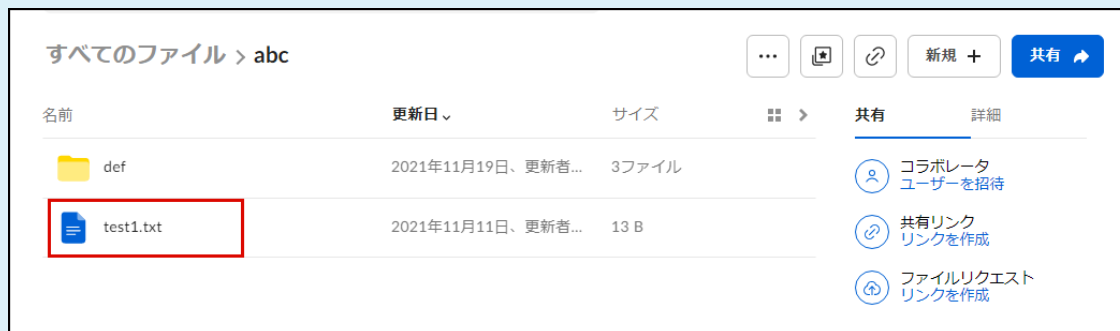 すべてのファイル > abc
… 新規 + 共有
名前 更新日 サイズ
共有 詳細
def 2021年11月19日、更新者... 3ファイル
test1.txt 2021年11月11日、更新者... 13 B
コラボレータ
ユーザーを招待
共有リンク
リンクを作成
ファイルリクエスト
リンクを作成